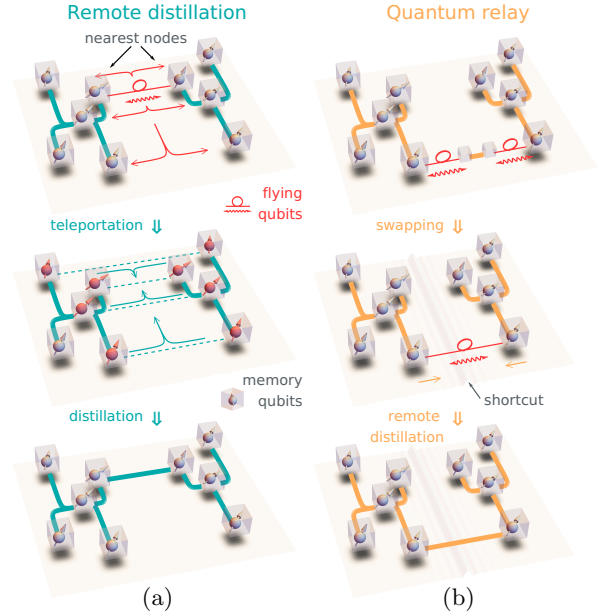 Remote distillation
nearest nodes
flying
qubits
teleportation ⇓
memory
qubits
distillation ⇓
(a)
Quantum relay
swapping ⇓
shortcut
remote ⇓
distillation
(b)